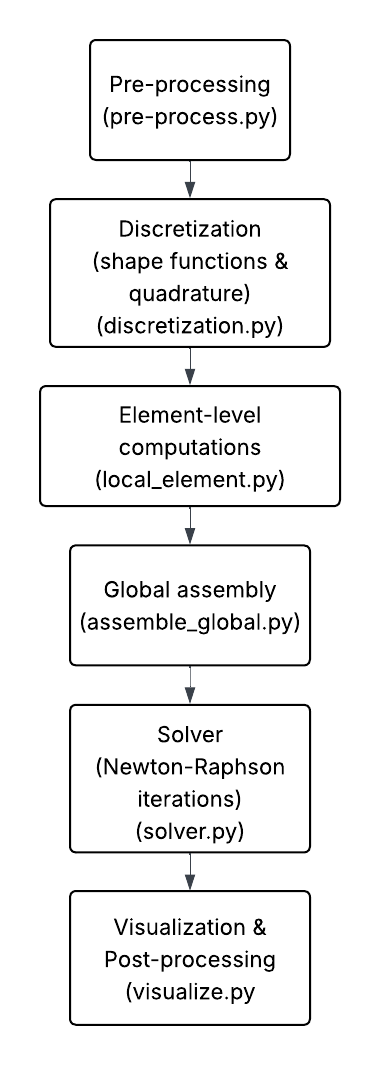 Pre-processing
(pre-process.py)
Discretization
(shape functions &
quadrature)
(discretization.py)
Element-level
computations
(local_element.py)
Global assembly
(assemble_global.py)
Solver
(Newton-Raphson
iterations)
(solver.py)
Visualization &
Post-processing
(visualize.py